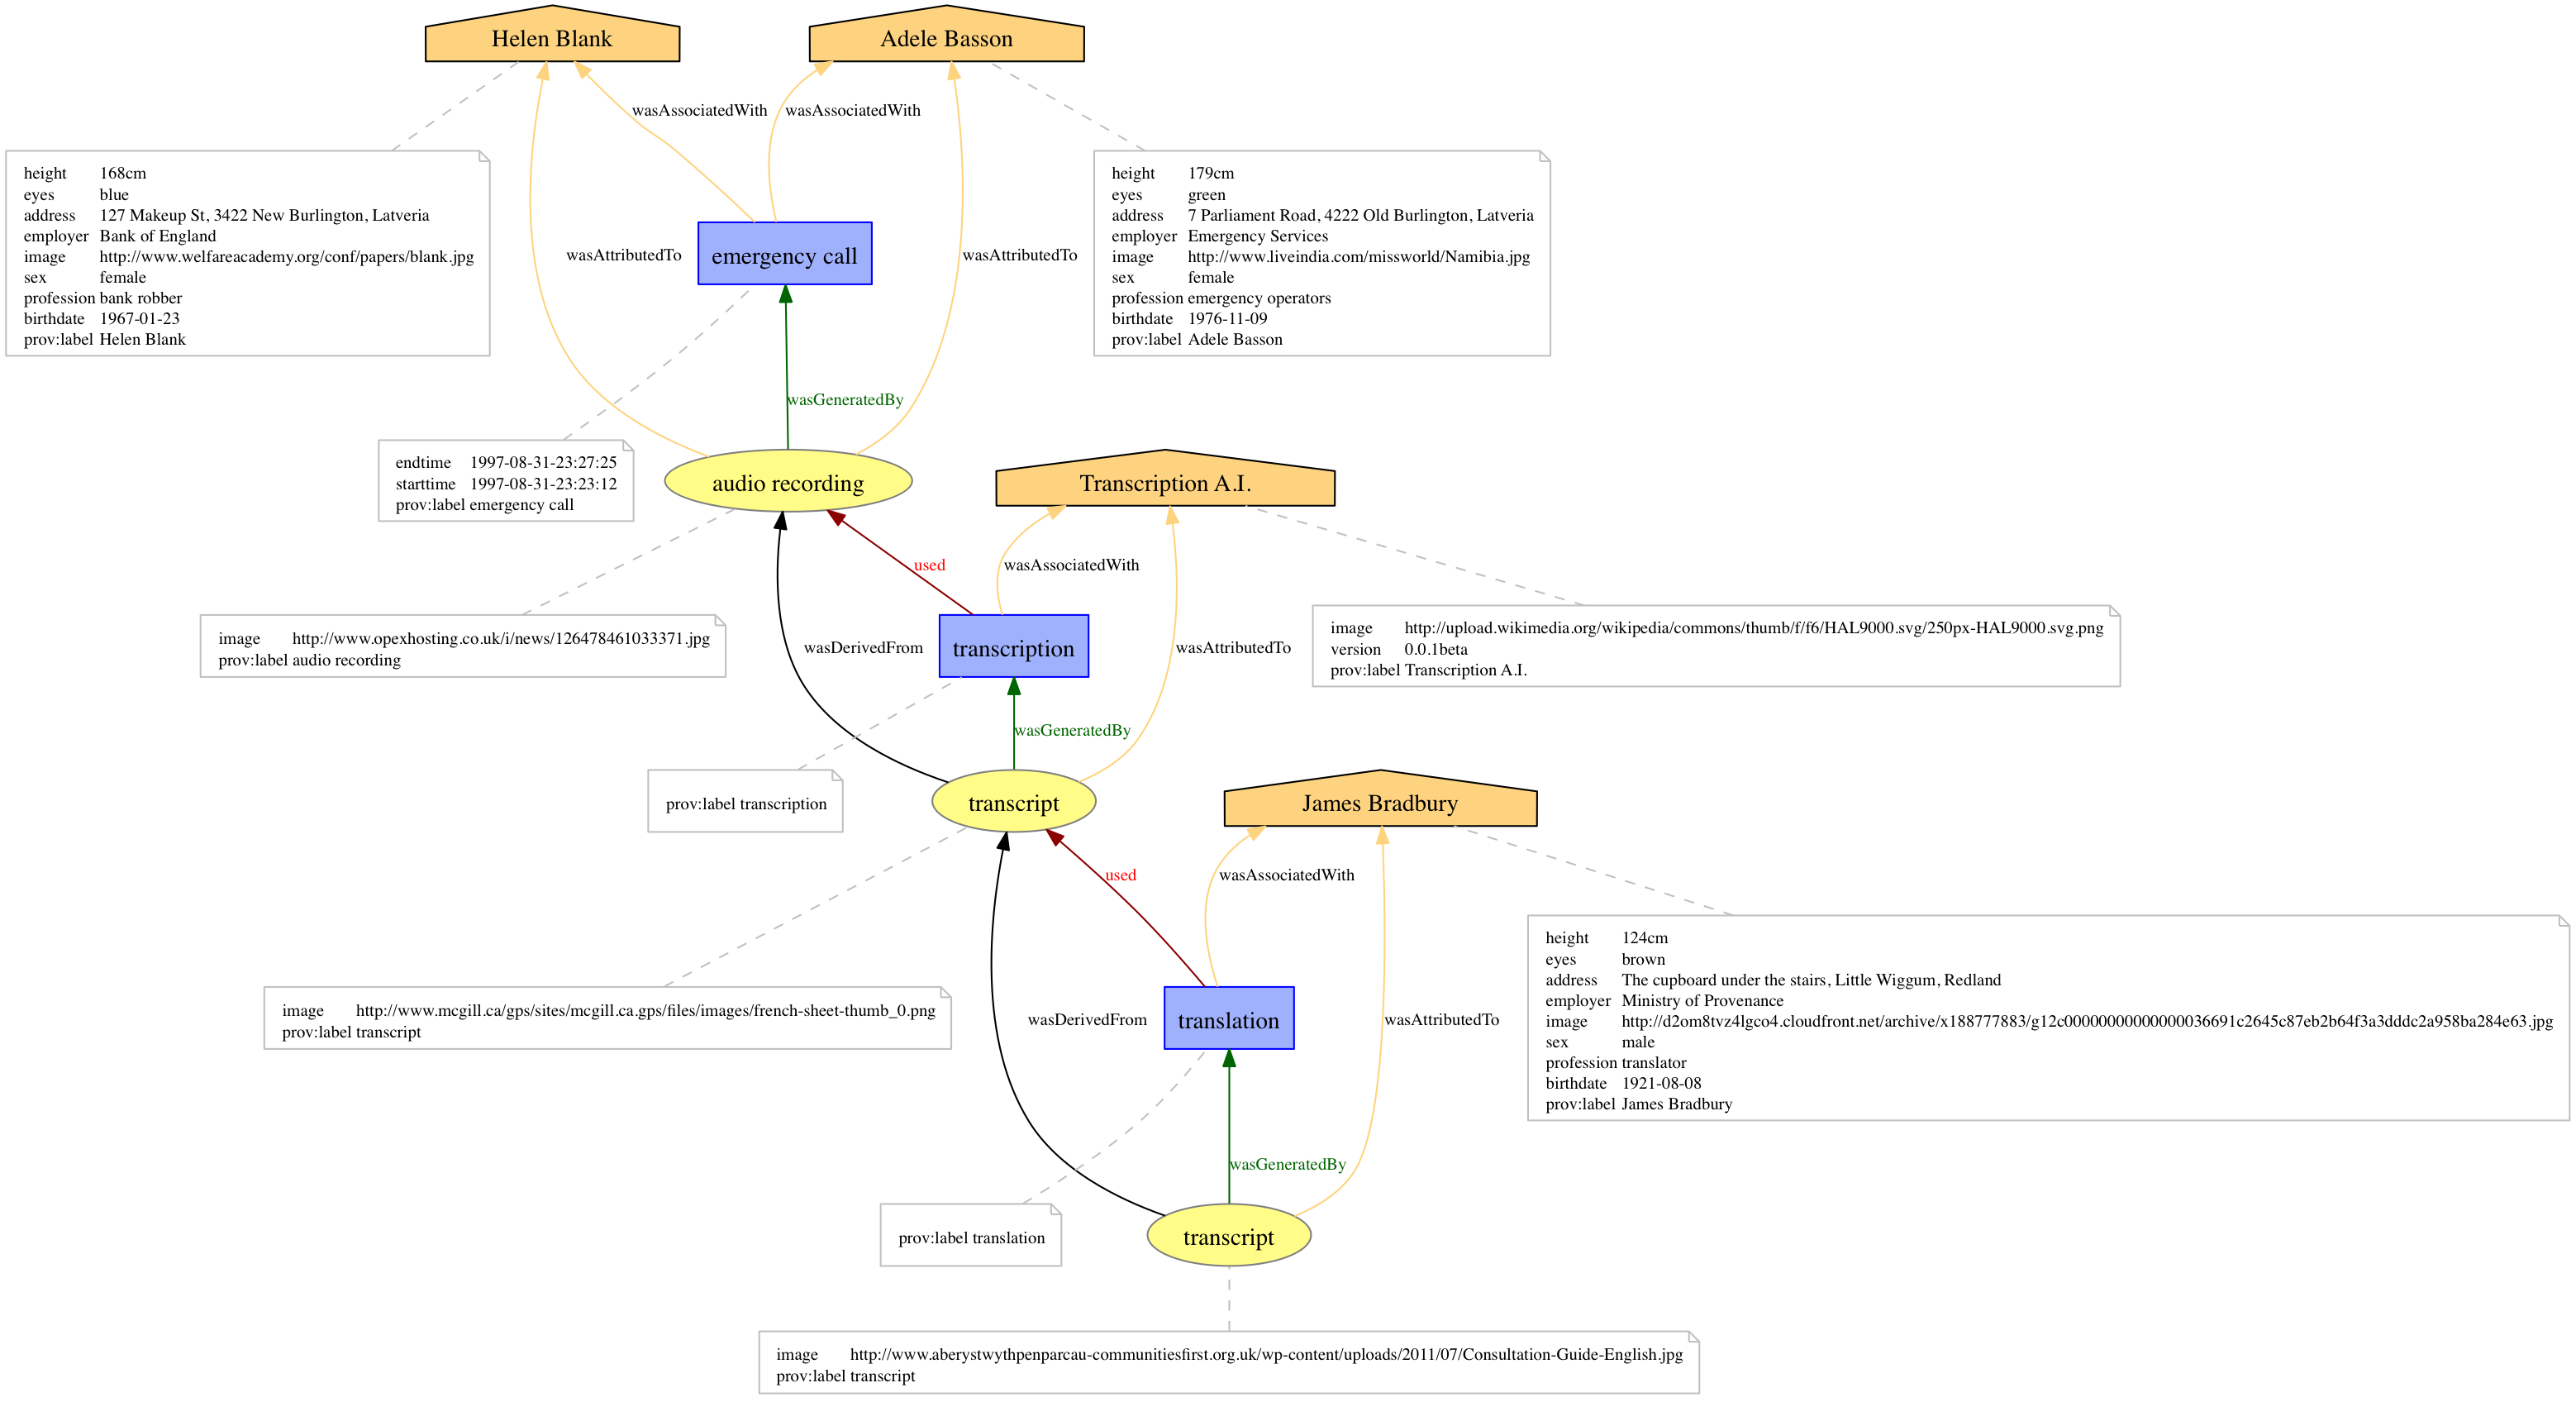 Helen Blank
Adele Basson
wasAssociatedWith
wasAssociatedWith
height 168cm
eyes blue
address 127 Makeup St, 3422 New Burlington, Latveria
employer Bank of England
image http://www.welfareacademy.org/conf/papers/blank.jpg
sex female
profession bank robber
birthdate 1967-01-23
prov:label Helen Blank
height 179cm
eyes green
address 7 Parliament Road, 4222 Old Burlington, Latveria
employer Emergency Services
image http://www.liveindia.com/missworld/Namibia.jpg
sex female
profession emergency operators
birthdate 1976-11-09
prov:label Adele Basson
wasAttributedTo
emergency call
wasAttributedTo
wasGeneratedBy
endtime 1997-08-31-23:27:25
starttime 1997-08-31-23:23:12
prov:label emergency call
audio recording
Transcription A.I.
used
wasAssociatedWith
image http://www.opexhosting.co.uk/i/news/126478461033371.jpg
prov:label audio recording
wasDerivedFrom
transcription
wasAttributedTo
image http://upload.wikimedia.org/wikipedia/commons/thumb/f/f6/HAL9000.svg/250px-HAL9000.svg.png
version 0.0.1beta
prov:label Transcription A.I.
wasGeneratedBy
prov:label transcription
transcript
James Bradbury
used
wasAssociatedWith
height 124cm
eyes brown
address The cupboard under the stairs, Little Wiggum, Redland
employer Ministry of Provenance
image http://d2om8tvz4lgco4.cloudfront.net/archive/x188777883/g12c00000000000000036691c2645c87eb2b64f3a3dddc2a958ba284e63.jpg
sex male
profession translator
birthdate 1921-08-08
prov:label James Bradbury
image http://www.mcgill.ca/gps/sites/mcgill.ca.gps/files/images/french-sheet-thumb_0.png
prov:label transcript
wasDerivedFrom
translation
wasAttributedTo
wasGeneratedBy
prov:label translation
transcript
image http://www.aberystwythpenparcau-communitiesfirst.org.uk/wp-content/uploads/2011/07/Consultation-Guide-English.jpg
prov:label transcript